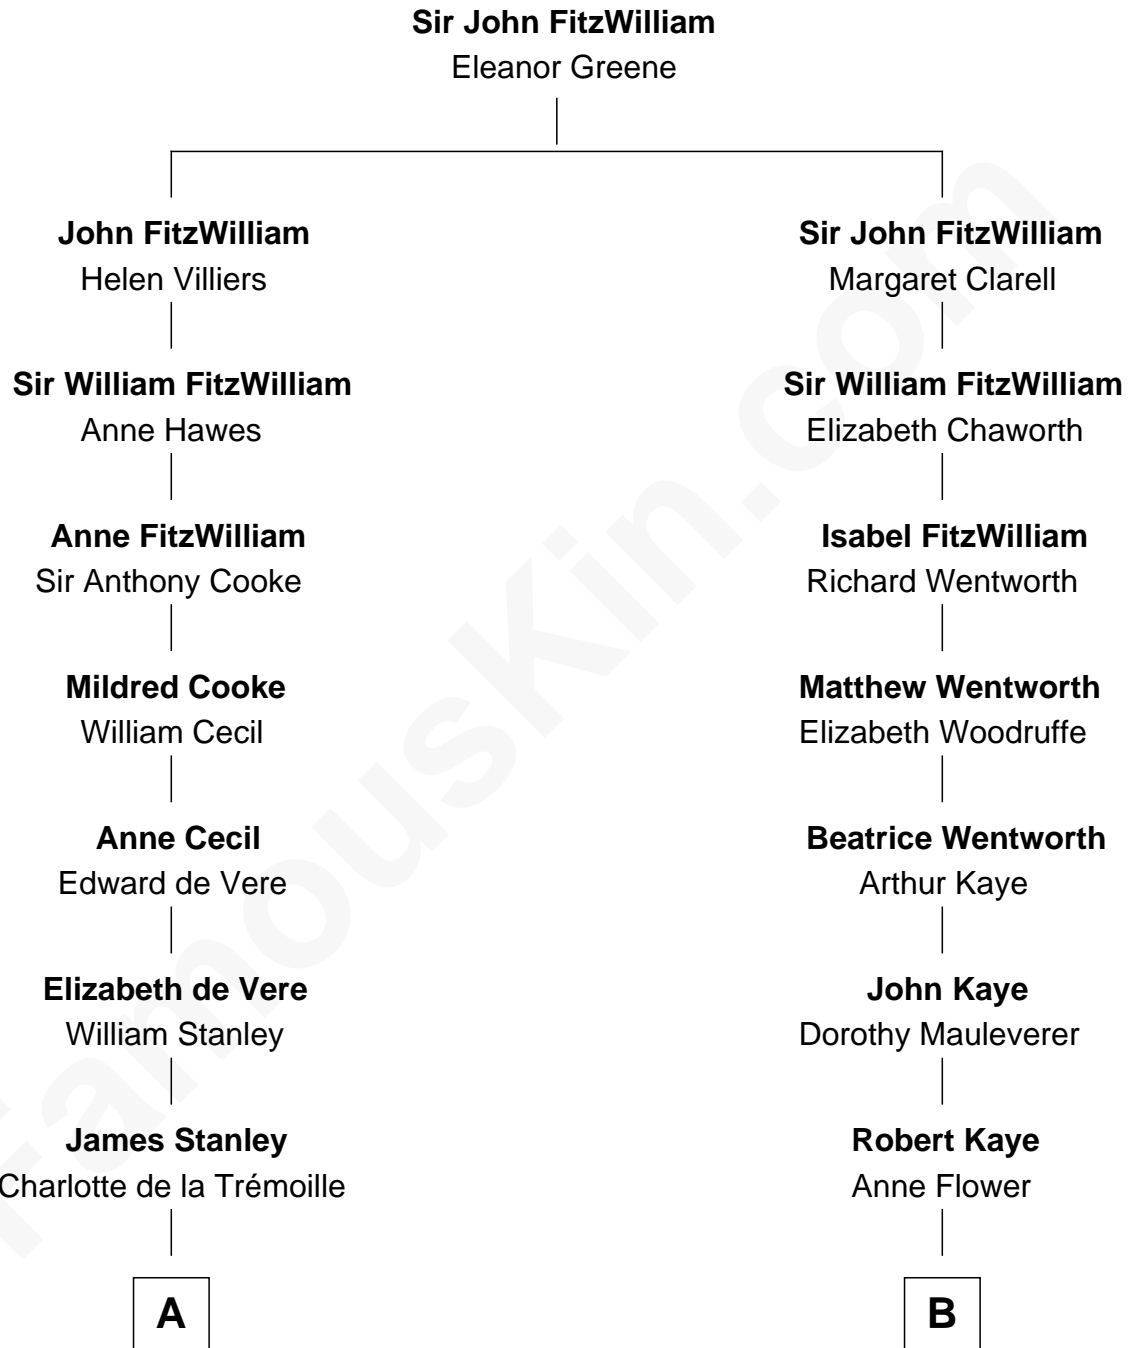 Sir John FitzWilliam
Eleanor Greene
John FitzWilliam
Helen Villiers
Sir William FitzWilliam
Anne Hawes
Anne FitzWilliam
Sir Anthony Cooke
Mildred Cooke
William Cecil
Anne Cecil
Edward de Vere
Elizabeth de Vere
William Stanley
James Stanley
Charlotte de la Trémoille
A
Sir John FitzWilliam
Margaret Clarell
Sir William FitzWilliam
Elizabeth Chaworth
Isabel FitzWilliam
Richard Wentworth
Matthew Wentworth
Elizabeth Woodruffe
Beatrice Wentworth
Arthur Kaye
John Kaye
Dorothy Mauleverer
Robert Kaye
Anne Flower
B
FamousKin.com